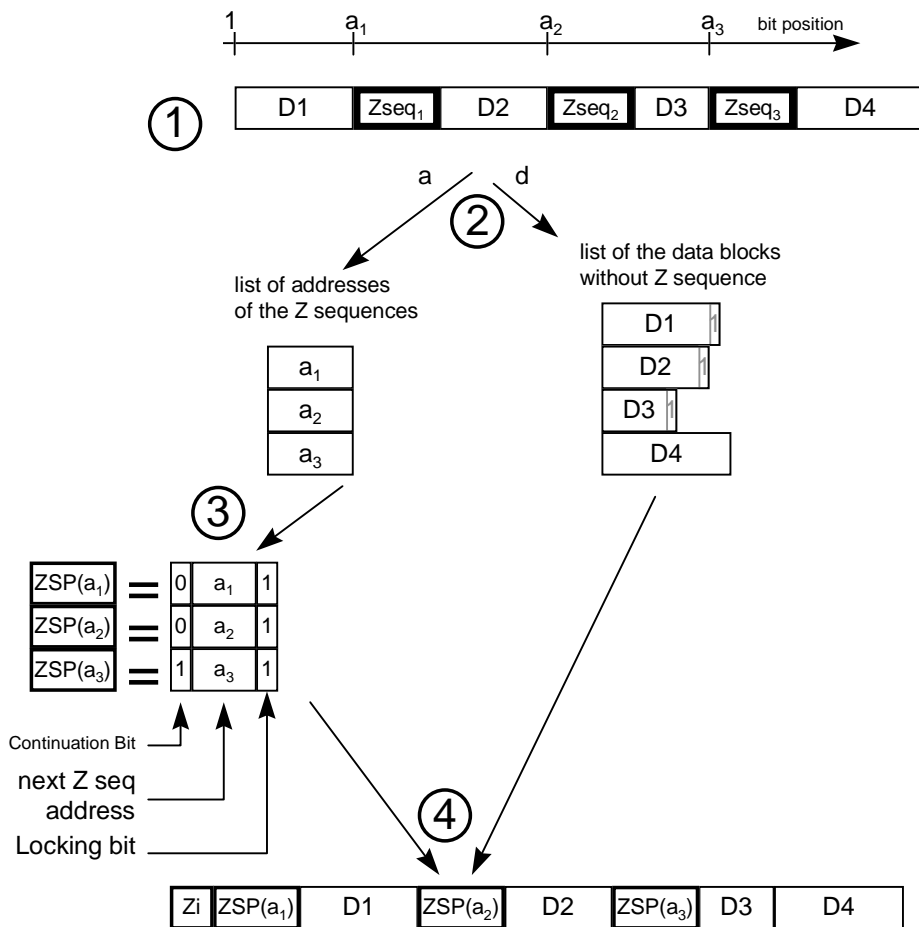 1 a₁ a₂ a₃ bit position
D1 Zseq₁ D2 Zseq₂ D3 Zseq₃ D4
1
a d
2
list of addresses
of the Z sequences
list of the data blocks
without Z sequence
a₁
a₂
a₃
D1 1
D2 1
D3 1
D4
3
ZSP(a₁) = 0 a₁ 1
ZSP(a₂) = 0 a₂ 1
ZSP(a₃) = 1 a₃ 1
Continuation Bit
next Z seq
address
Locking bit
4
Zi ZSP(a₁) D1 ZSP(a₂) D2 ZSP(a₃) D3 D4